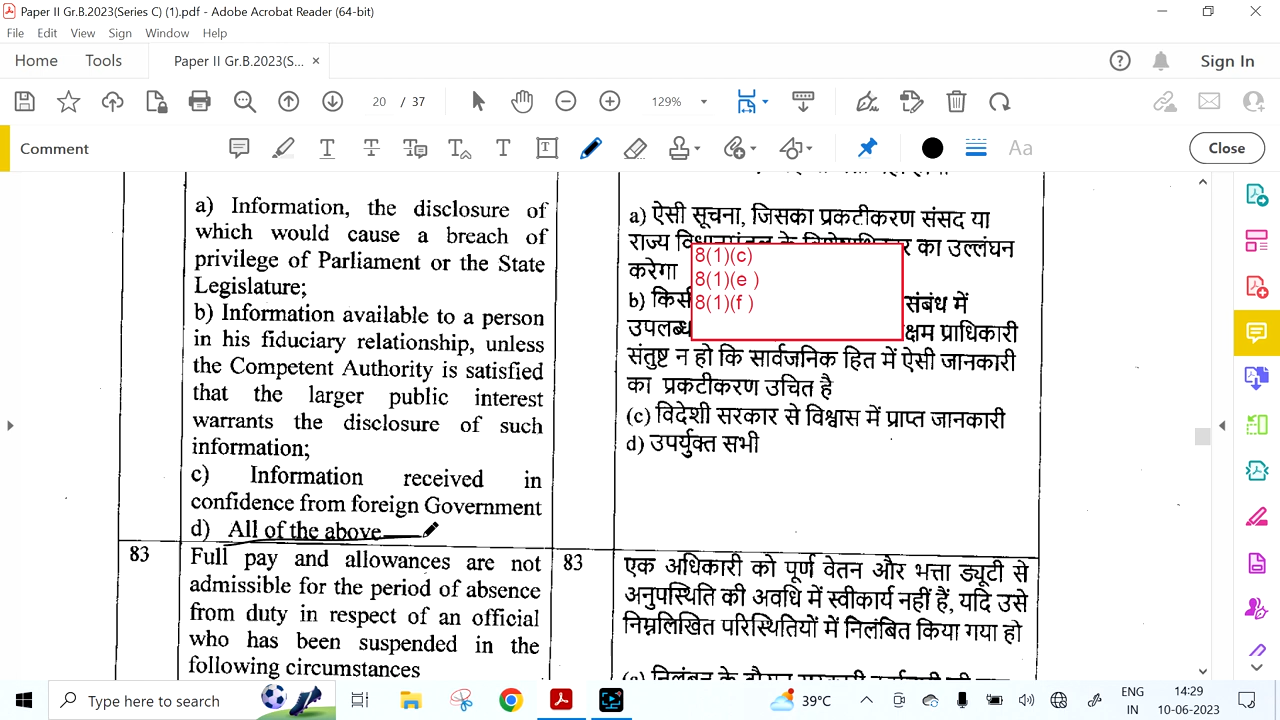 Paper II Gr.B.2023(Series C) (1).pdf - Adobe Acrobat Reader (64-bit)
File Edit View Sign Window Help
Home Tools Paper II Gr.B.2023(S... × Sign In
20 / 37 129%
Comment Aa Close
a) Information, the disclosure of
which would cause a breach of
privilege of Parliament or the State
Legislature;
b) Information available to a person
in his fiduciary relationship, unless
the Competent Authority is satisfied
that the larger public interest
warrants the disclosure of such
information;
c) Information received in
confidence from foreign Government
d) All of the above
a) ऐसी सूचना, जिसका प्रकटीकरण संसद या
राज्य का उल्लंघन
करेगा
b) संबंध में
क्षम प्राधिकारी
संतुष्ट न हो कि सार्वजनिक हित में ऐसी जानकारी
का प्रकटीकरण उचित है
(c) विदेशी सरकार से विश्वास में प्राप्त जानकारी
d) उपर्युक्त सभी
8(1)(c)
8(1)(e )
8(1)(f )
83
Full pay and allowances are not
admissible for the period of absence
from duty in respect of an official
who has been suspended in the
following circumstances
83
एक अधिकारी को पूर्ण वेतन और भत्ता ड्यूटी से
अनुपस्थिति की अवधि में स्वीकार्य नहीं हैं, यदि उसे
निम्नलिखित परिस्थितियों में निलंबित किया गया हो
Type here to search
39°C
ENG
IN
14:29
10-06-2023